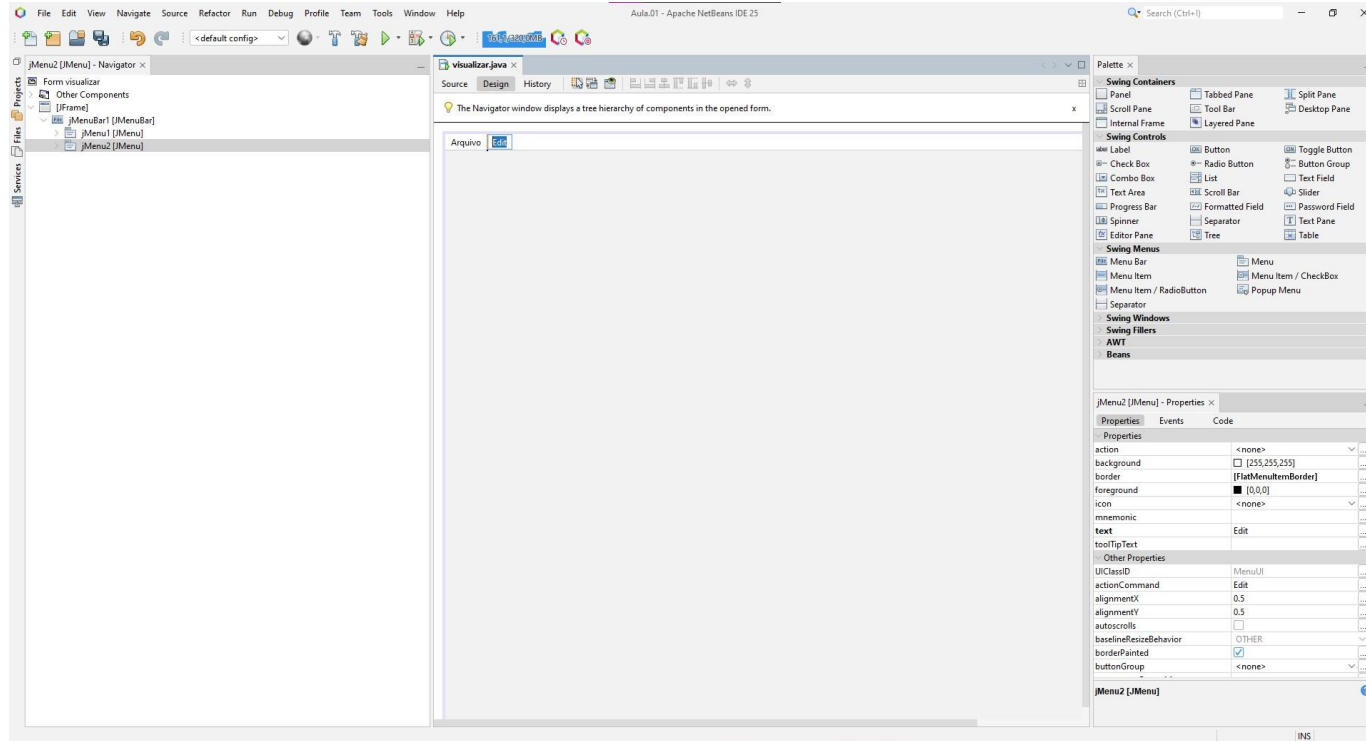 File Edit View Navigate Source Refactor Run Debug Profile Team Tools Window Help
Aula.01 - Apache NetBeans IDE 25
Search (Ctrl+I)
<default config>
jMenu2 [JMenu] - Navigator
Form visualizar
Other Components
[JFrame]
jMenuBar1 [JMenuBar]
jMenu1 [JMenu]
jMenu2 [JMenu]
Projects
Files
Services
visualizar.java
Source Design History
The Navigator window displays a tree hierarchy of components in the opened form.
x
Arquivo Edit
Palette
Swing Containers
Panel Tabbed Pane Split Pane
Scroll Pane Tool Bar Desktop Pane
Internal Frame Layered Pane
Swing Controls
Label Button Toggle Button
Check Box Radio Button Button Group
Combo Box List Text Field
Text Area Scroll Bar Slider
Progress Bar Formatted Field Password Field
Spinner Separator Text Pane
Editor Pane Tree Table
Swing Menus
Menu Bar Menu
Menu Item Menu Item / CheckBox
Menu Item / RadioButton Popup Menu
Separator
Swing Windows
Swing Fillers
AWT
Beans
jMenu2 [JMenu] - Properties
Properties Events Code
Properties
action <none>
background [255,255,255]
border [FlatMenuItemBorder]
foreground [0,0,0]
icon <none>
mnemonic
text Edit
toolTipText
Other Properties
UIClassID MenuUI
actionCommand Edit
alignmentX 0.5
alignmentY 0.5
autoscrolls
baselineResizeBehavior OTHER
borderPainted
buttonGroup <none>
jMenu2 [JMenu]
INS